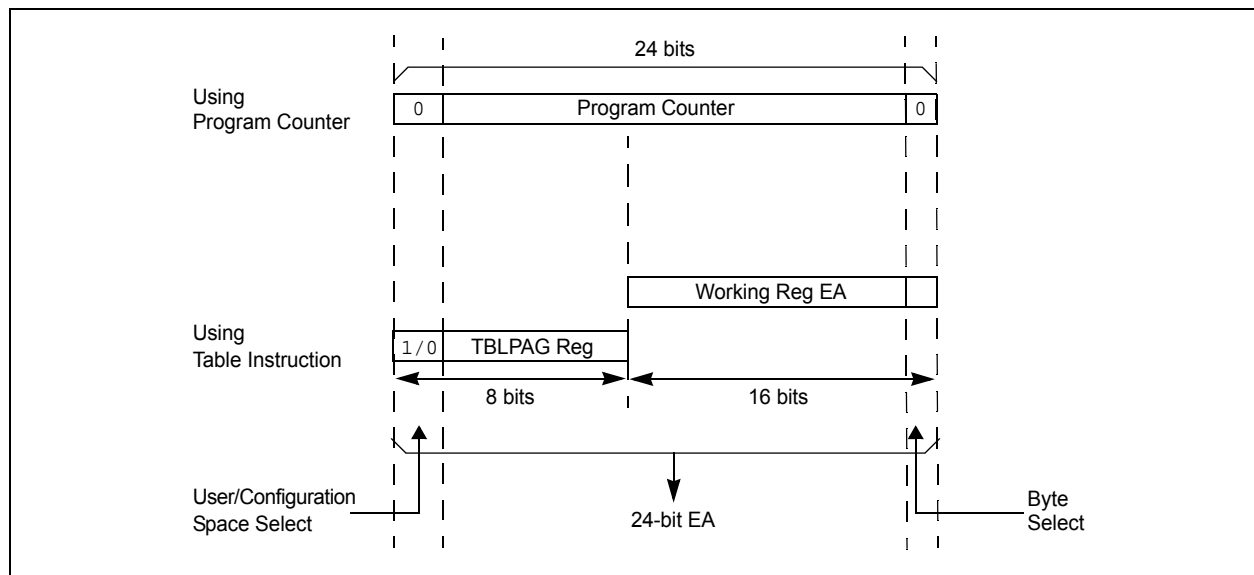 24 bits
Using
Program Counter
0
Program Counter
0
Working Reg EA
Using
Table Instruction
1/0
TBLPAG Reg
8 bits
16 bits
User/Configuration
Space Select
24-bit EA
Byte
Select